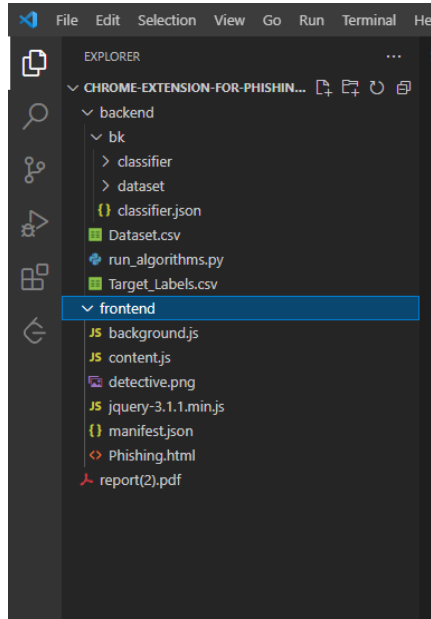 File Edit Selection View Go Run Terminal He
EXPLORER
CHROME-EXTENSION-FOR-PHISHIN...
backend
bk
classifier
dataset
{} classifier.json
Dataset.csv
run_algorithms.py
Target_Labels.csv
frontend
JS background.js
JS content.js
detective.png
JS jquery-3.1.1.min.js
{} manifest.json
<> Phishing.html
report(2).pdf